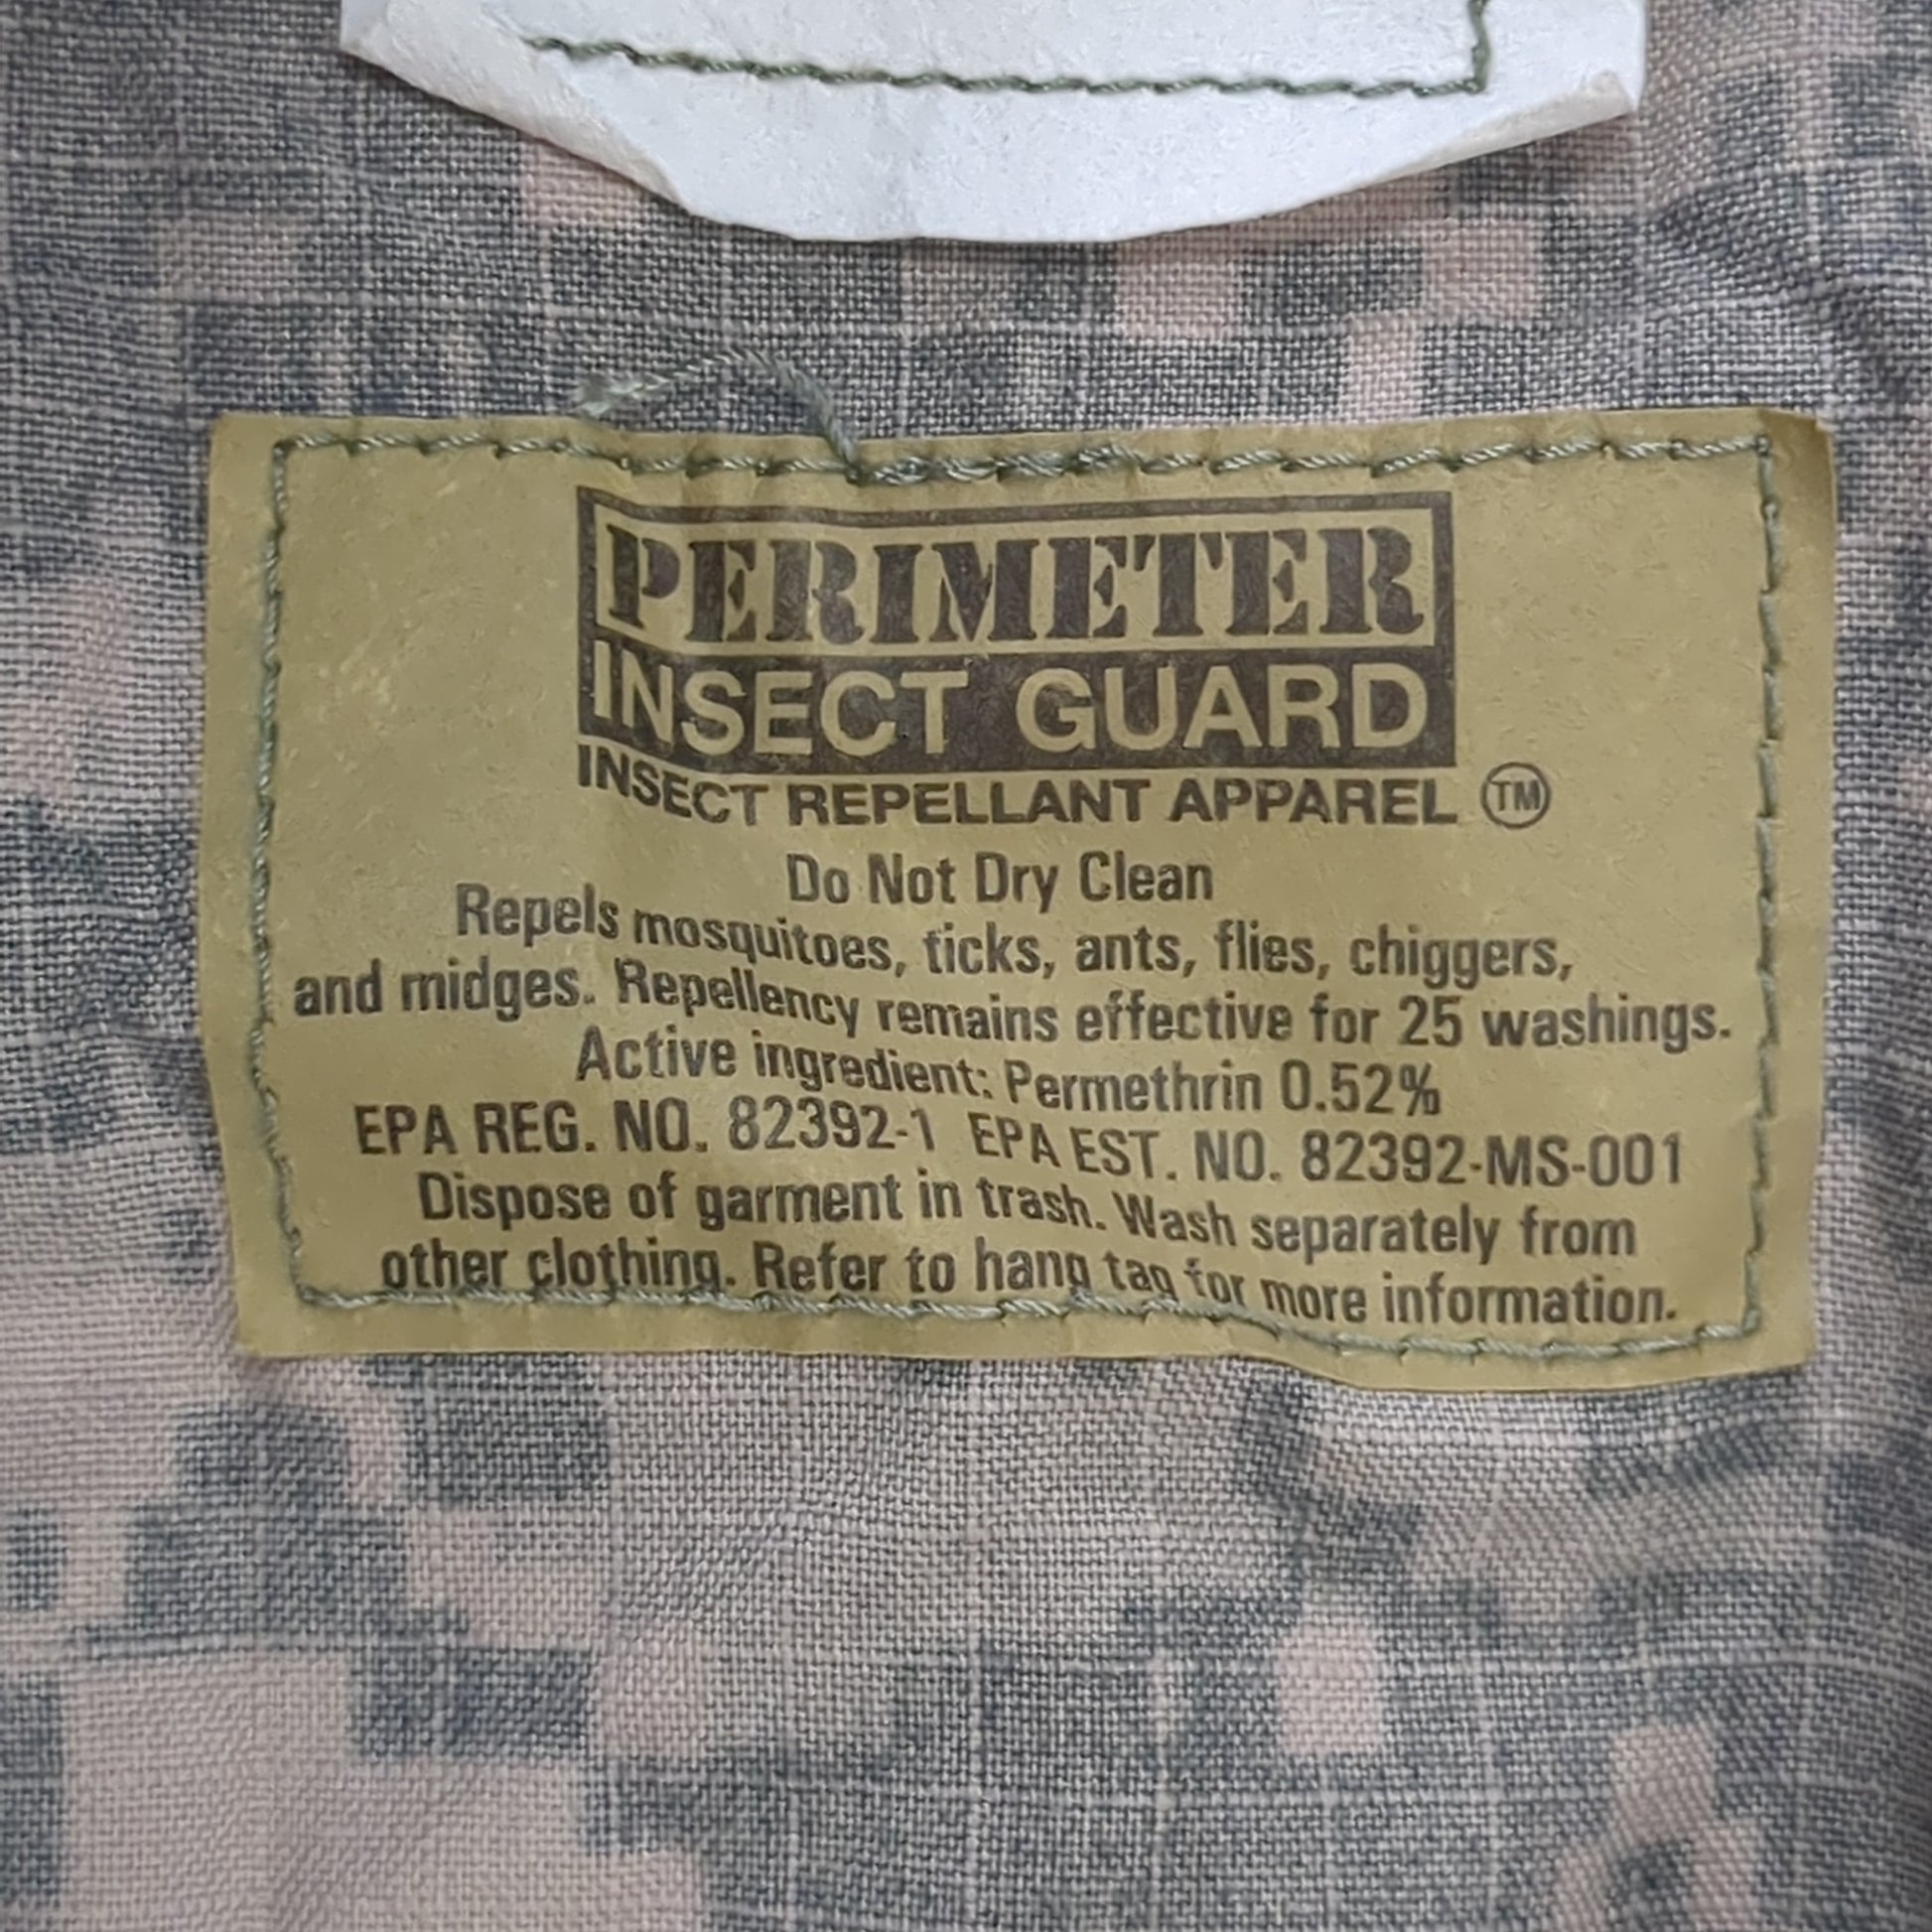 PERIMETER
INSECT GUARD
INSECT REPELLANT APPAREL TM
Do Not Dry Clean
Repels mosquitoes, ticks, ants, flies, chiggers,
and midges. Repellency remains effective for 25 washings.
Active ingredient: Permethrin 0.52%
EPA REG. NO. 82392-1 EPA EST. NO. 82392-MS-001
Dispose of garment in trash. Wash separately from
other clothing. Refer to hang tag for more information.